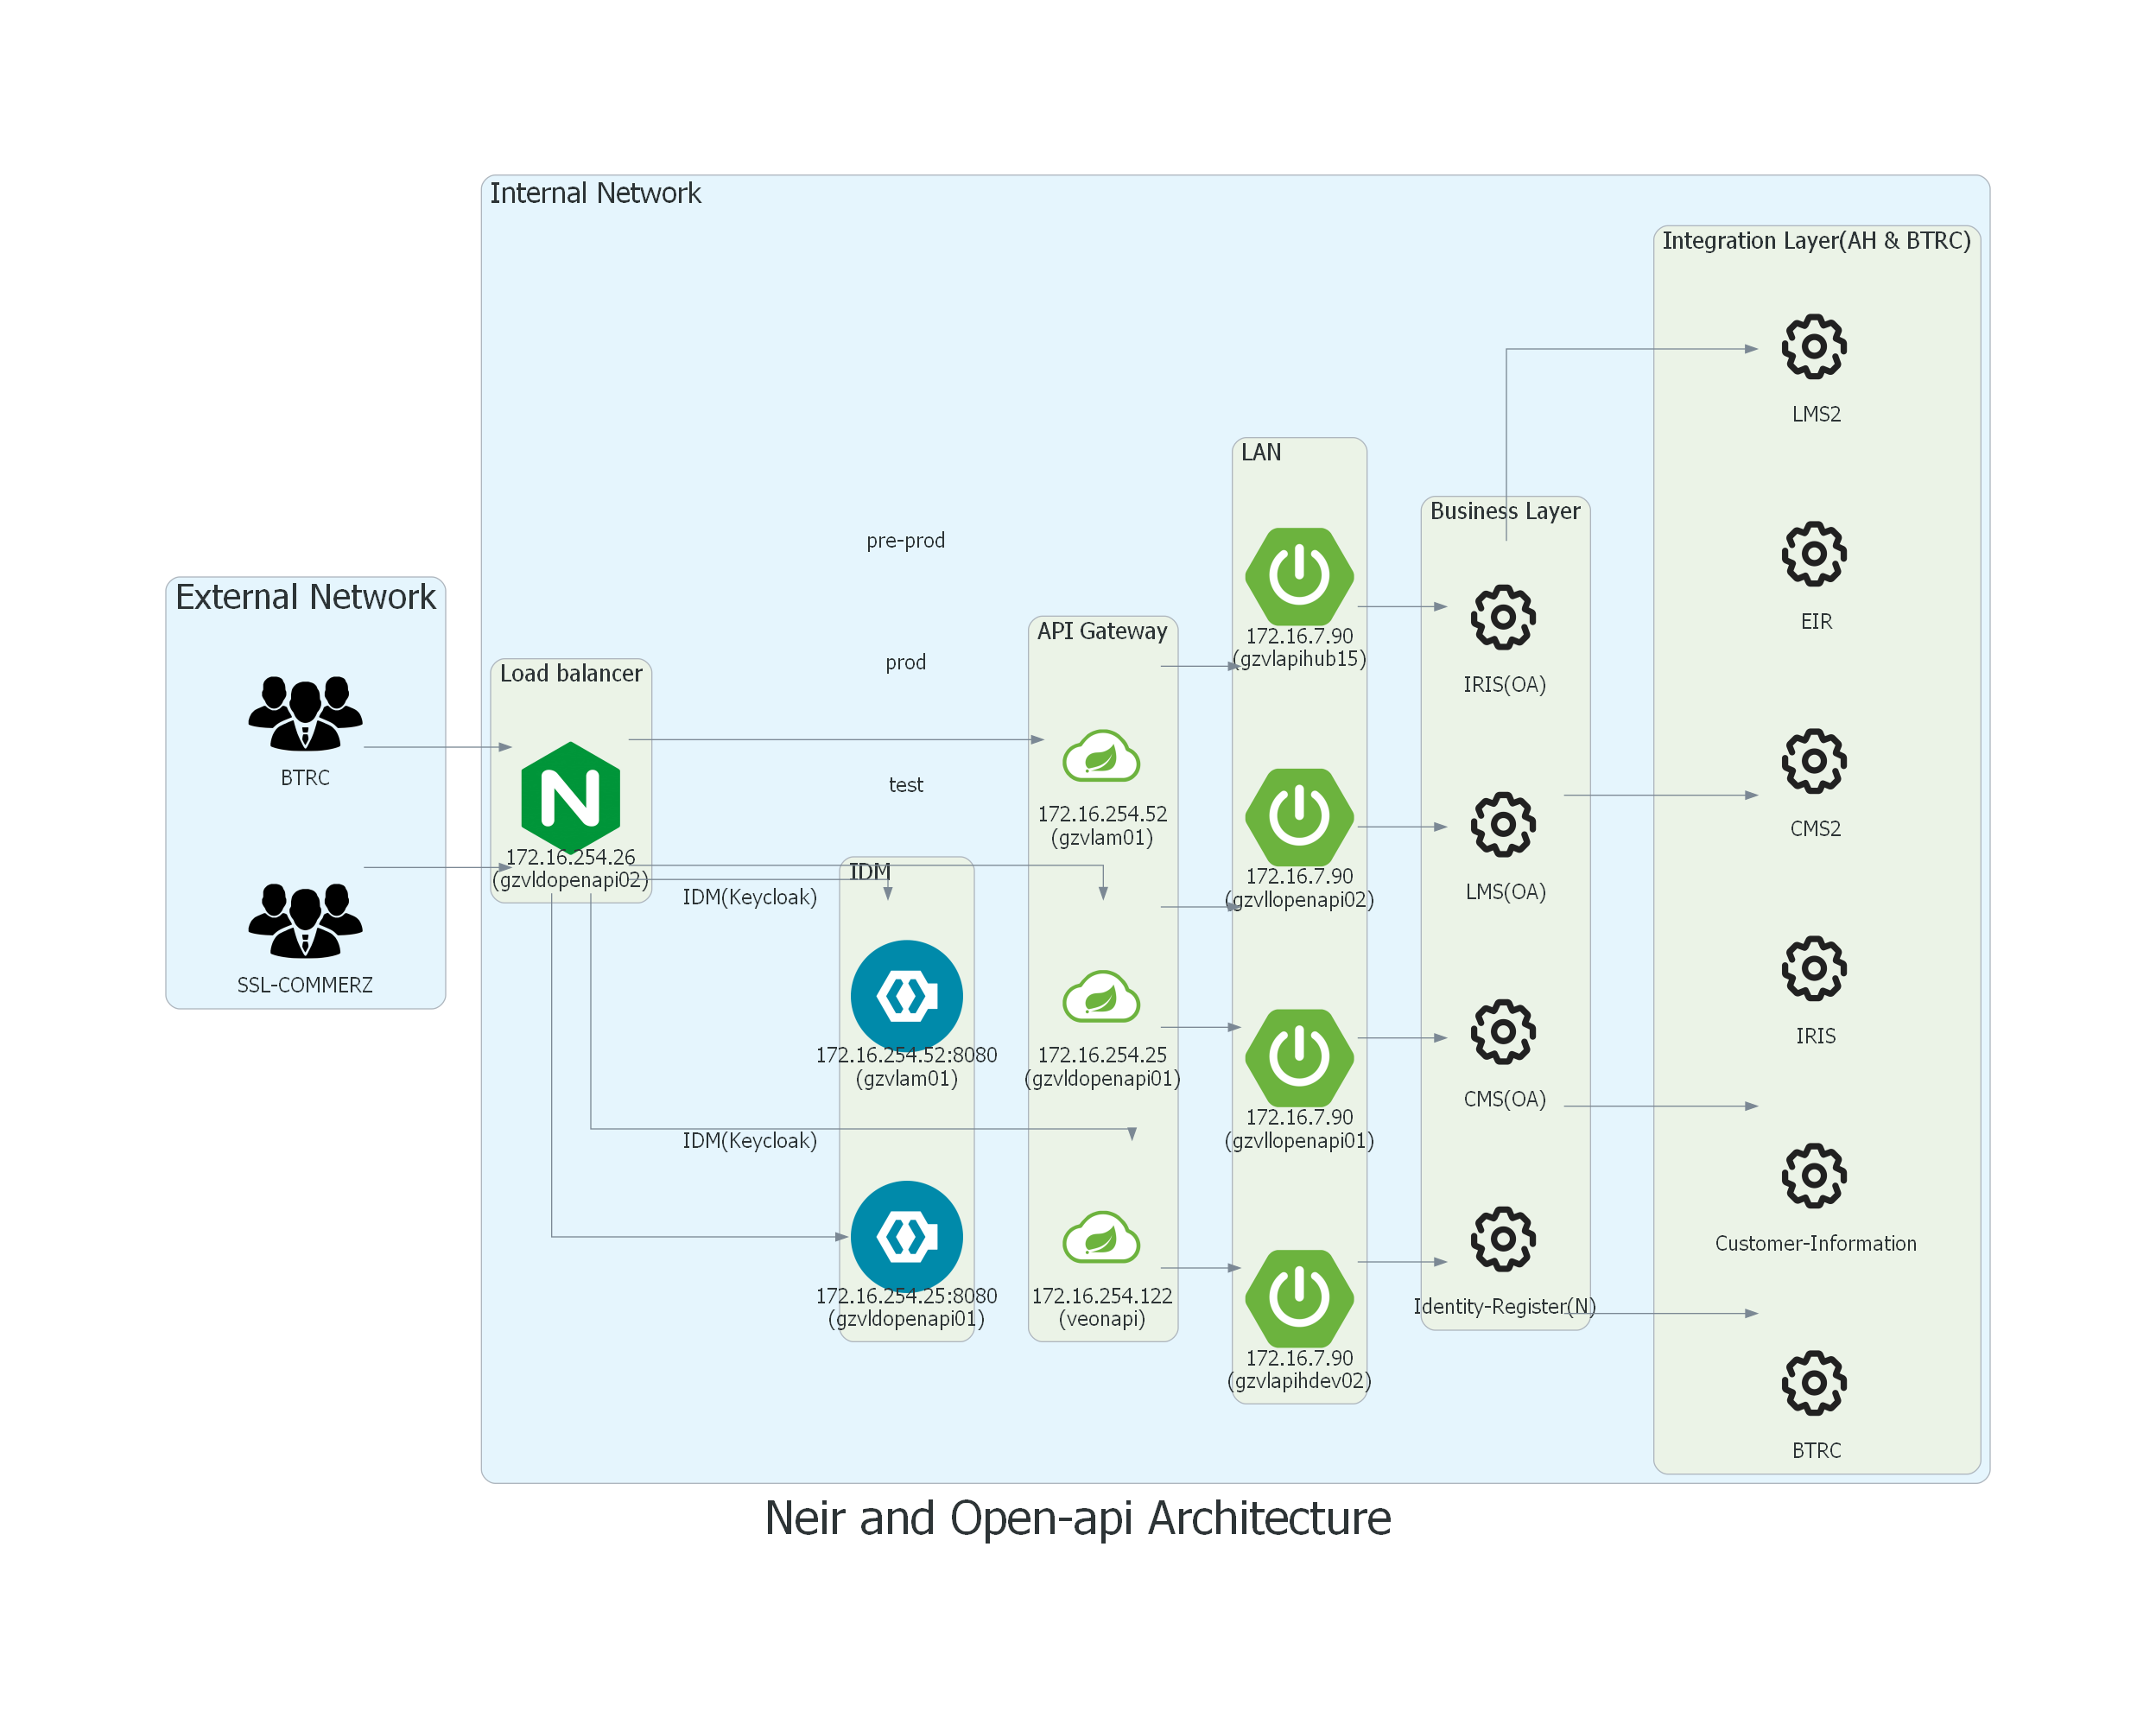 Internal Network
Integration Layer(AH & BTRC)
LMS2
EIR
CMS2
IRIS
Customer-Information
BTRC
LAN
172.16.7.90
(gzvlapihub15)
172.16.7.90
(gzvllopenapi02)
172.16.7.90
(gzvllopenapi01)
172.16.7.90
(gzvlapihdev02)
Business Layer
IRIS(OA)
LMS(OA)
CMS(OA)
Identity-Register(N)
pre-prod
prod
test
External Network
BTRC
SSL-COMMERZ
Load balancer
172.16.254.26
(gzvldopenapi02)
API Gateway
172.16.254.52
(gzvlam01)
172.16.254.25
(gzvldopenapi01)
172.16.254.122
(veonapi)
IDM
IDM(Keycloak)
172.16.254.52:8080
(gzvlam01)
IDM(Keycloak)
172.16.254.25:8080
(gzvldopenapi01)
Neir and Open-api Architecture